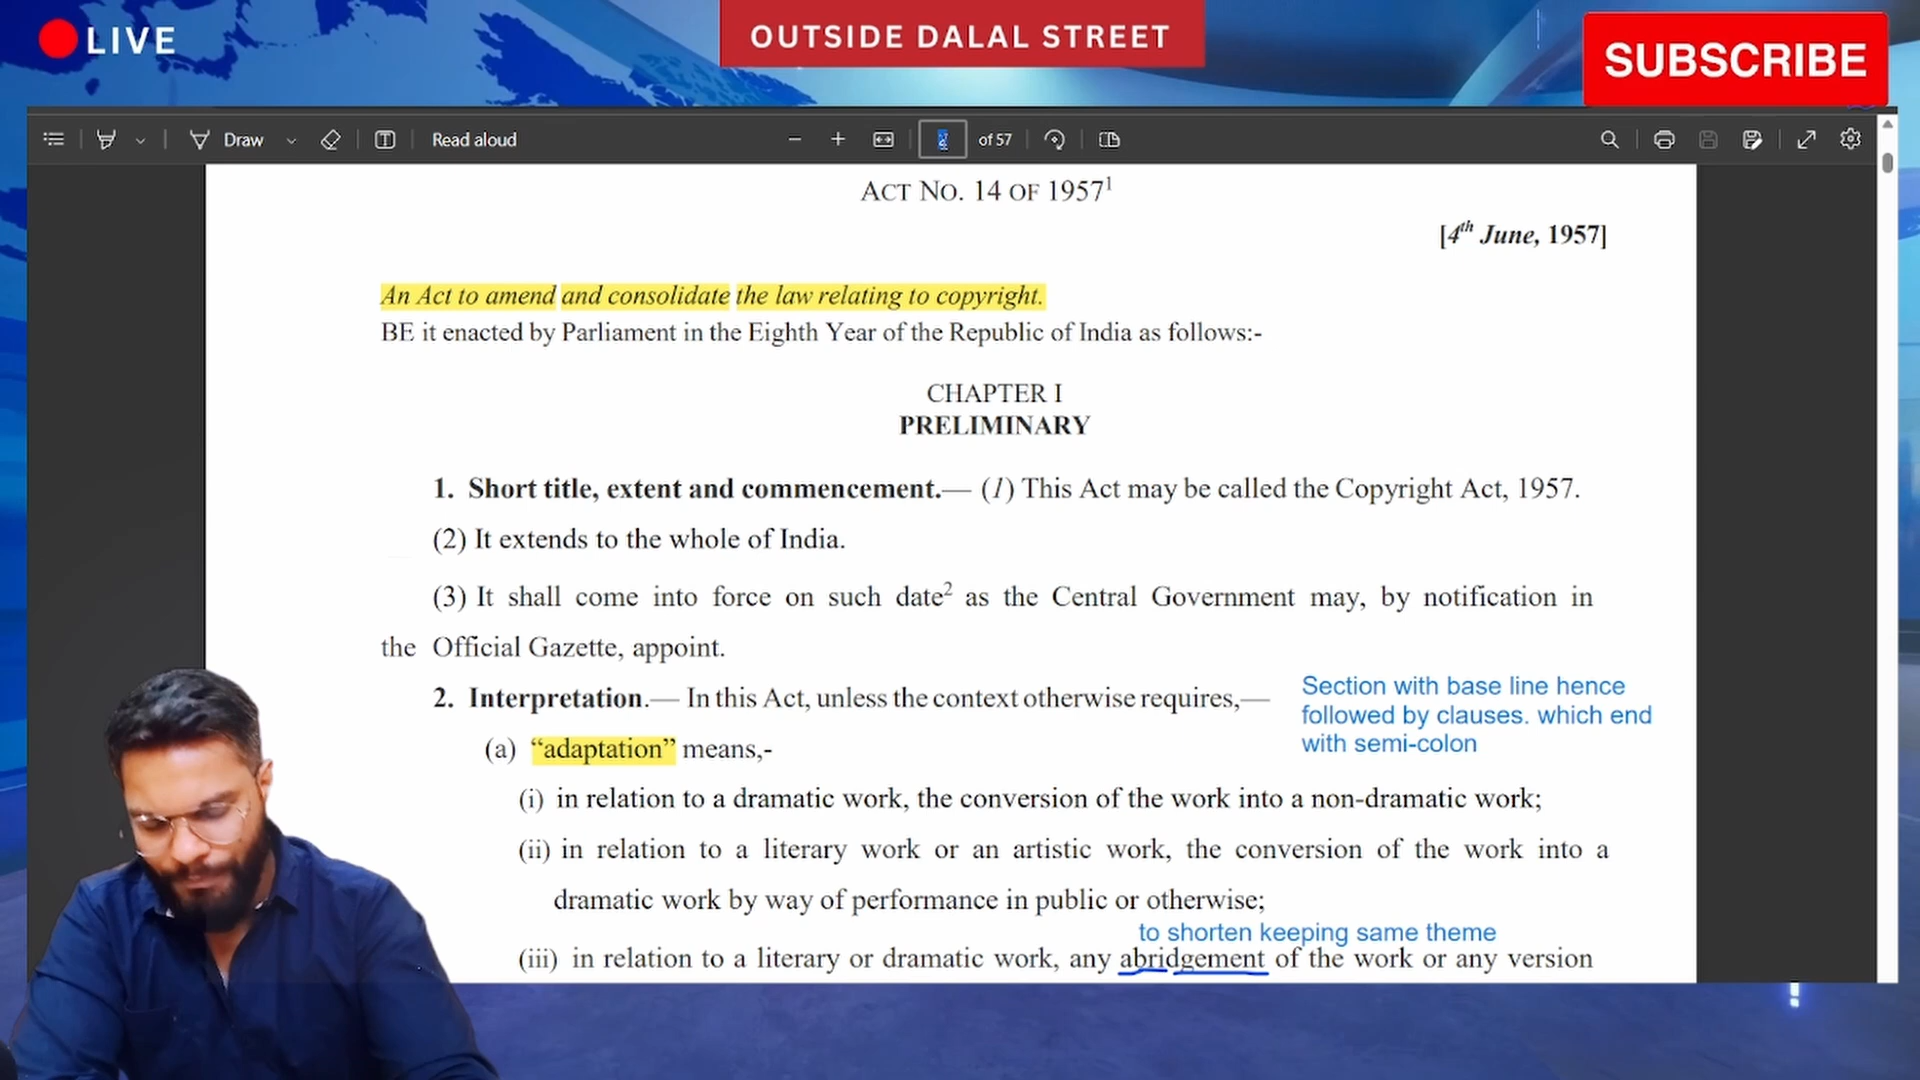 LIVE
OUTSIDE DALAL STREET
SUBSCRIBE
Draw
Read aloud
of 57
ACT NO. 14 OF 1957¹
[4th June, 1957]
An Act to amend and consolidate the law relating to copyright.
BE it enacted by Parliament in the Eighth Year of the Republic of India as follows:-
CHAPTER I
PRELIMINARY
1. Short title, extent and commencement.— (1) This Act may be called the Copyright Act, 1957.
(2) It extends to the whole of India.
(3) It shall come into force on such date² as the Central Government may, by notification in
the Official Gazette, appoint.
2. Interpretation.— In this Act, unless the context otherwise requires,—
Section with base line hence
followed by clauses. which end
with semi-colon
(a) “adaptation” means,-
(i) in relation to a dramatic work, the conversion of the work into a non-dramatic work;
(ii) in relation to a literary work or an artistic work, the conversion of the work into a
dramatic work by way of performance in public or otherwise;
to shorten keeping same theme
(iii) in relation to a literary or dramatic work, any abridgement of the work or any version